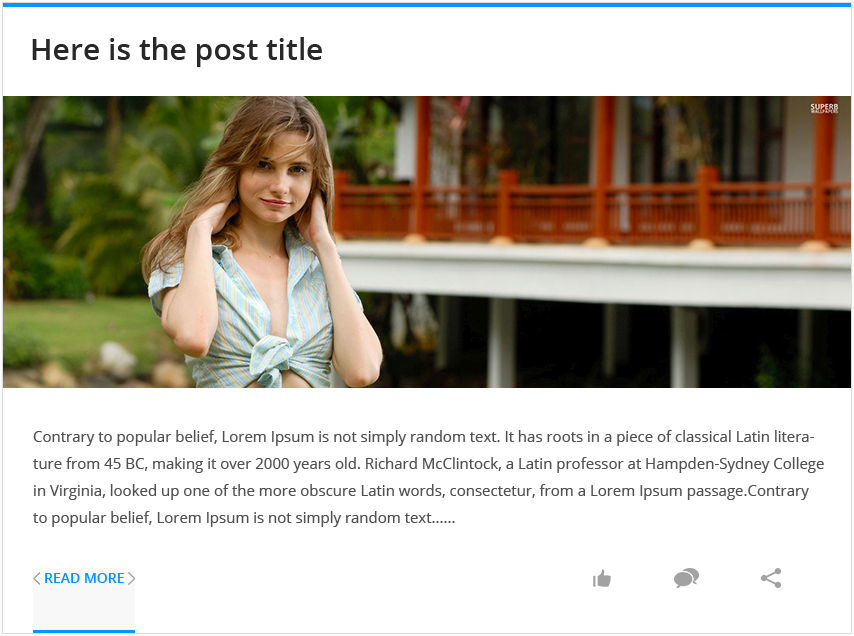 Here is the post title
SUPERB
WALLPAPERS
Contrary to popular belief, Lorem Ipsum is not simply random text. It has roots in a piece of classical Latin litera-
ture from 45 BC, making it over 2000 years old. Richard McClintock, a Latin professor at Hampden-Sydney College
in Virginia, looked up one of the more obscure Latin words, consectetur, from a Lorem Ipsum passage.Contrary
to popular belief, Lorem Ipsum is not simply random text......
READ MORE